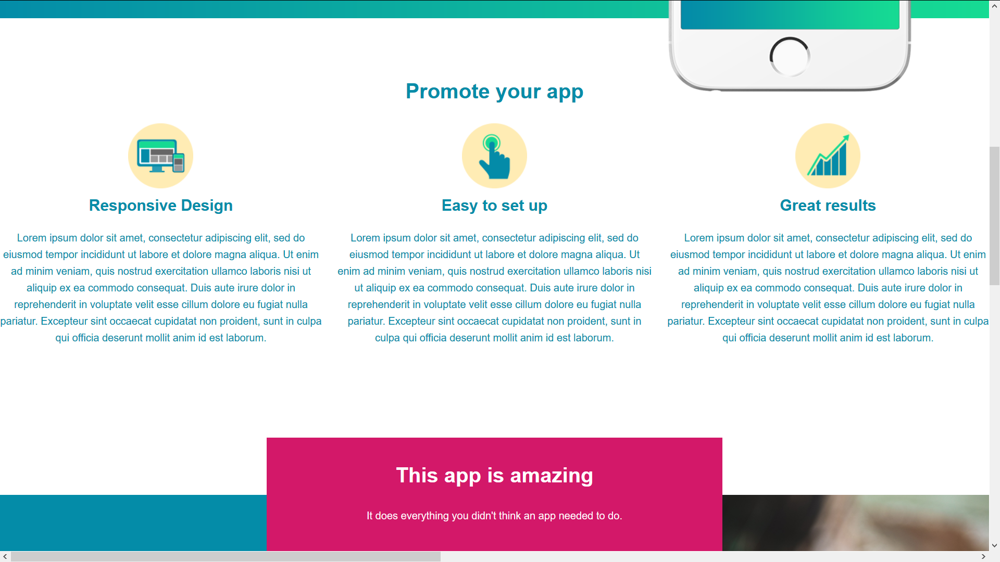 Promote your app
Responsive Design
Lorem ipsum dolor sit amet, consectetur adipiscing elit, sed do
eiusmod tempor incididunt ut labore et dolore magna aliqua. Ut enim
ad minim veniam, quis nostrud exercitation ullamco laboris nisi ut
aliquip ex ea commodo consequat. Duis aute irure dolor in
reprehenderit in voluptate velit esse cillum dolore eu fugiat nulla
pariatur. Excepteur sint occaecat cupidatat non proident, sunt in culpa
qui officia deserunt mollit anim id est laborum.
Easy to set up
Lorem ipsum dolor sit amet, consectetur adipiscing elit, sed do
eiusmod tempor incididunt ut labore et dolore magna aliqua. Ut
enim ad minim veniam, quis nostrud exercitation ullamco laboris nisi
ut aliquip ex ea commodo consequat. Duis aute irure dolor in
reprehenderit in voluptate velit esse cillum dolore eu fugiat nulla
pariatur. Excepteur sint occaecat cupidatat non proident, sunt in
culpa qui officia deserunt mollit anim id est laborum.
Great results
Lorem ipsum dolor sit amet, consectetur adipiscing elit, sed do
eiusmod tempor incididunt ut labore et dolore magna aliqua. Ut enim
ad minim veniam, quis nostrud exercitation ullamco laboris nisi ut
aliquip ex ea commodo consequat. Duis aute irure dolor in
reprehenderit in voluptate velit esse cillum dolore eu fugiat nulla
pariatur. Excepteur sint occaecat cupidatat non proident, sunt in culpa
qui officia deserunt mollit anim id est laborum.
This app is amazing
It does everything you didn't think an app needed to do.